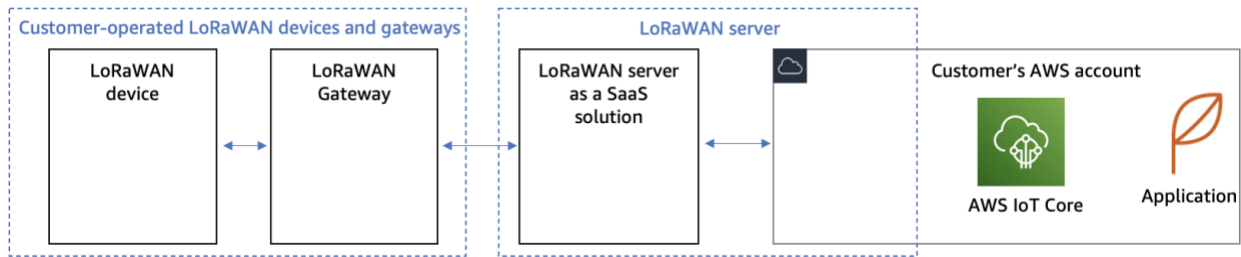 Customer-operated LoRaWAN devices and gateways
LoRaWAN
device
LoRaWAN
Gateway
LoRaWAN server
LoRaWAN server
as a SaaS
solution
Customer's AWS account
AWS IoT Core
Application